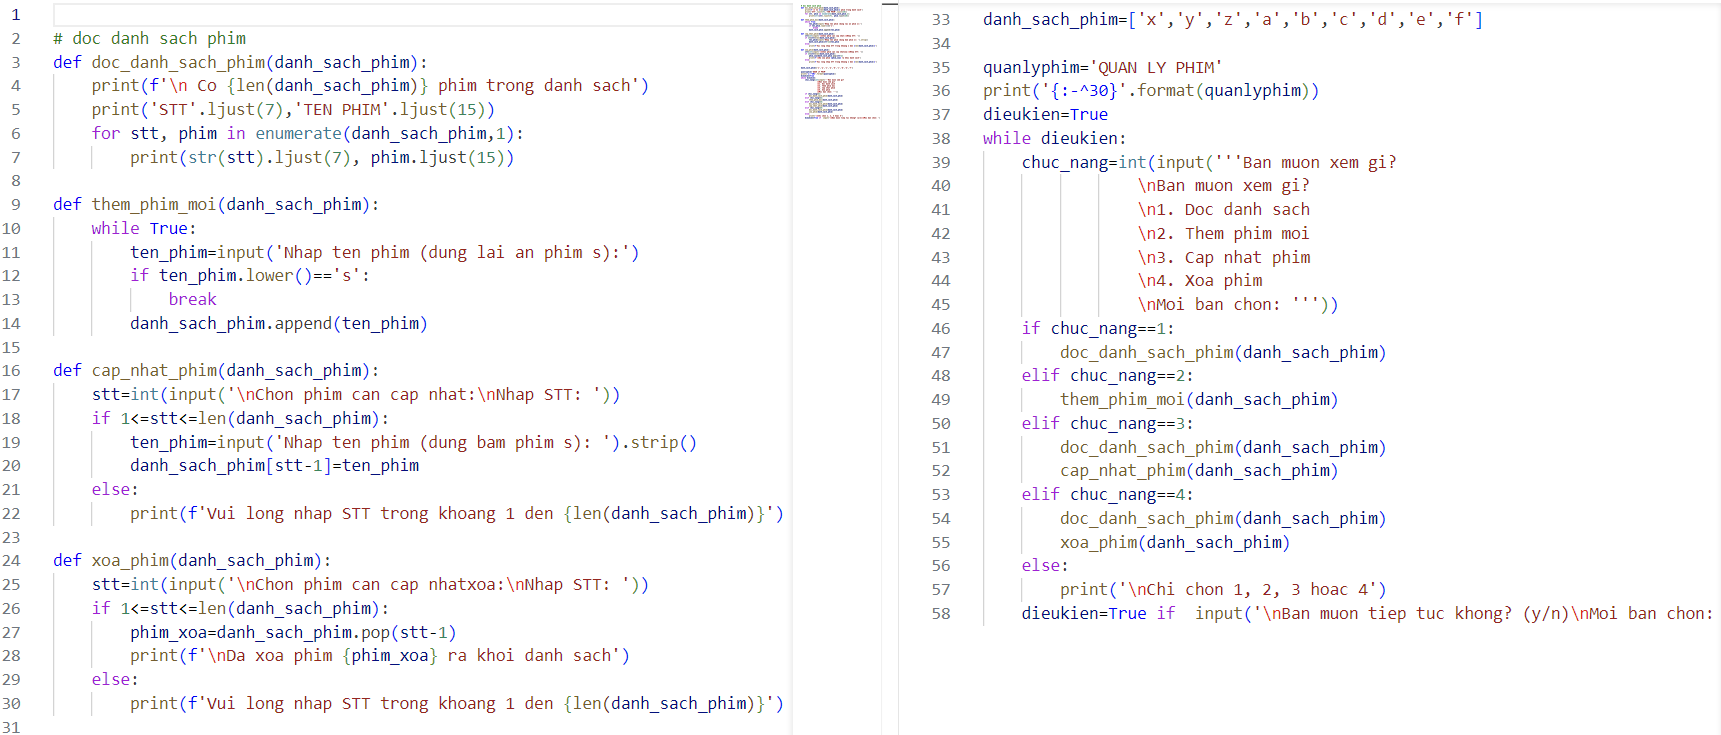 1
2 # doc danh sach phim
3 def doc_danh_sach_phim(danh_sach_phim):
4     print(f'\n Co {len(danh_sach_phim)} phim trong danh sach')
5     print('STT'.ljust(7),'TEN PHIM'.ljust(15))
6     for stt, phim in enumerate(danh_sach_phim,1):
7         print(str(stt).ljust(7), phim.ljust(15))
8
9 def them_phim_moi(danh_sach_phim):
10     while True:
11         ten_phim=input('Nhap ten phim (dung lai an phim s):')
12         if ten_phim.lower()=='s':
13             break
14         danh_sach_phim.append(ten_phim)
15
16 def cap_nhat_phim(danh_sach_phim):
17     stt=int(input('\nChon phim can cap nhat:\nNhap STT: '))
18     if 1<=stt<=len(danh_sach_phim):
19         ten_phim=input('Nhap ten phim (dung bam phim s): ').strip()
20         danh_sach_phim[stt-1]=ten_phim
21     else:
22         print(f'Vui long nhap STT trong khoang 1 den {len(danh_sach_phim)}')
23
24 def xoa_phim(danh_sach_phim):
25     stt=int(input('\nChon phim can cap nhatxoa:\nNhap STT: '))
26     if 1<=stt<=len(danh_sach_phim):
27         phim_xoa=danh_sach_phim.pop(stt-1)
28         print(f'\nDa xoa phim {phim_xoa} ra khoi danh sach')
29     else:
30         print(f'Vui long nhap STT trong khoang 1 den {len(danh_sach_phim)}')
31
33 danh_sach_phim=['x','y','z','a','b','c','d','e','f']
34
35 quanlyphim='QUAN LY PHIM'
36 print('{:-^30}'.format(quanlyphim))
37 dieukien=True
38 while dieukien:
39     chuc_nang=int(input('''Ban muon xem gi?
40                 \nBan muon xem gi?
41                 \n1. Doc danh sach
42                 \n2. Them phim moi
43                 \n3. Cap nhat phim
44                 \n4. Xoa phim
45                 \nMoi ban chon: '''))
46     if chuc_nang==1:
47         doc_danh_sach_phim(danh_sach_phim)
48     elif chuc_nang==2:
49         them_phim_moi(danh_sach_phim)
50     elif chuc_nang==3:
51         doc_danh_sach_phim(danh_sach_phim)
52         cap_nhat_phim(danh_sach_phim)
53     elif chuc_nang==4:
54         doc_danh_sach_phim(danh_sach_phim)
55         xoa_phim(danh_sach_phim)
56     else:
57         print('\nChi chon 1, 2, 3 hoac 4')
58     dieukien=True if  input('\nBan muon tiep tuc khong? (y/n)\nMoi ban chon: